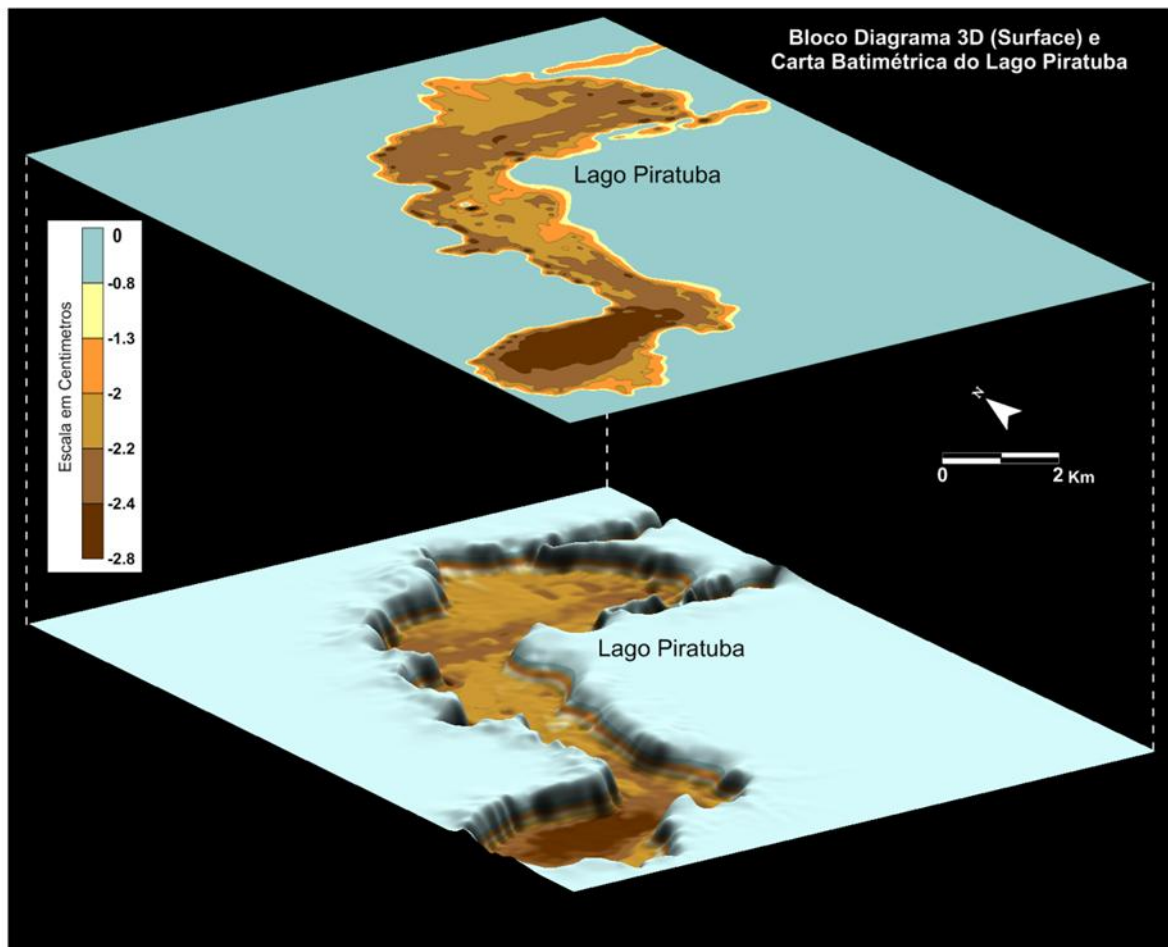 Bloco Diagrama 3D (Surface) e
Carta Batimétrica do Lago Piratuba
Lago Piratuba
Escala em Centimetros
0
-0.8
-1.3
-2
-2.2
-2.4
-2.8
N
0 2 Km
Lago Piratuba